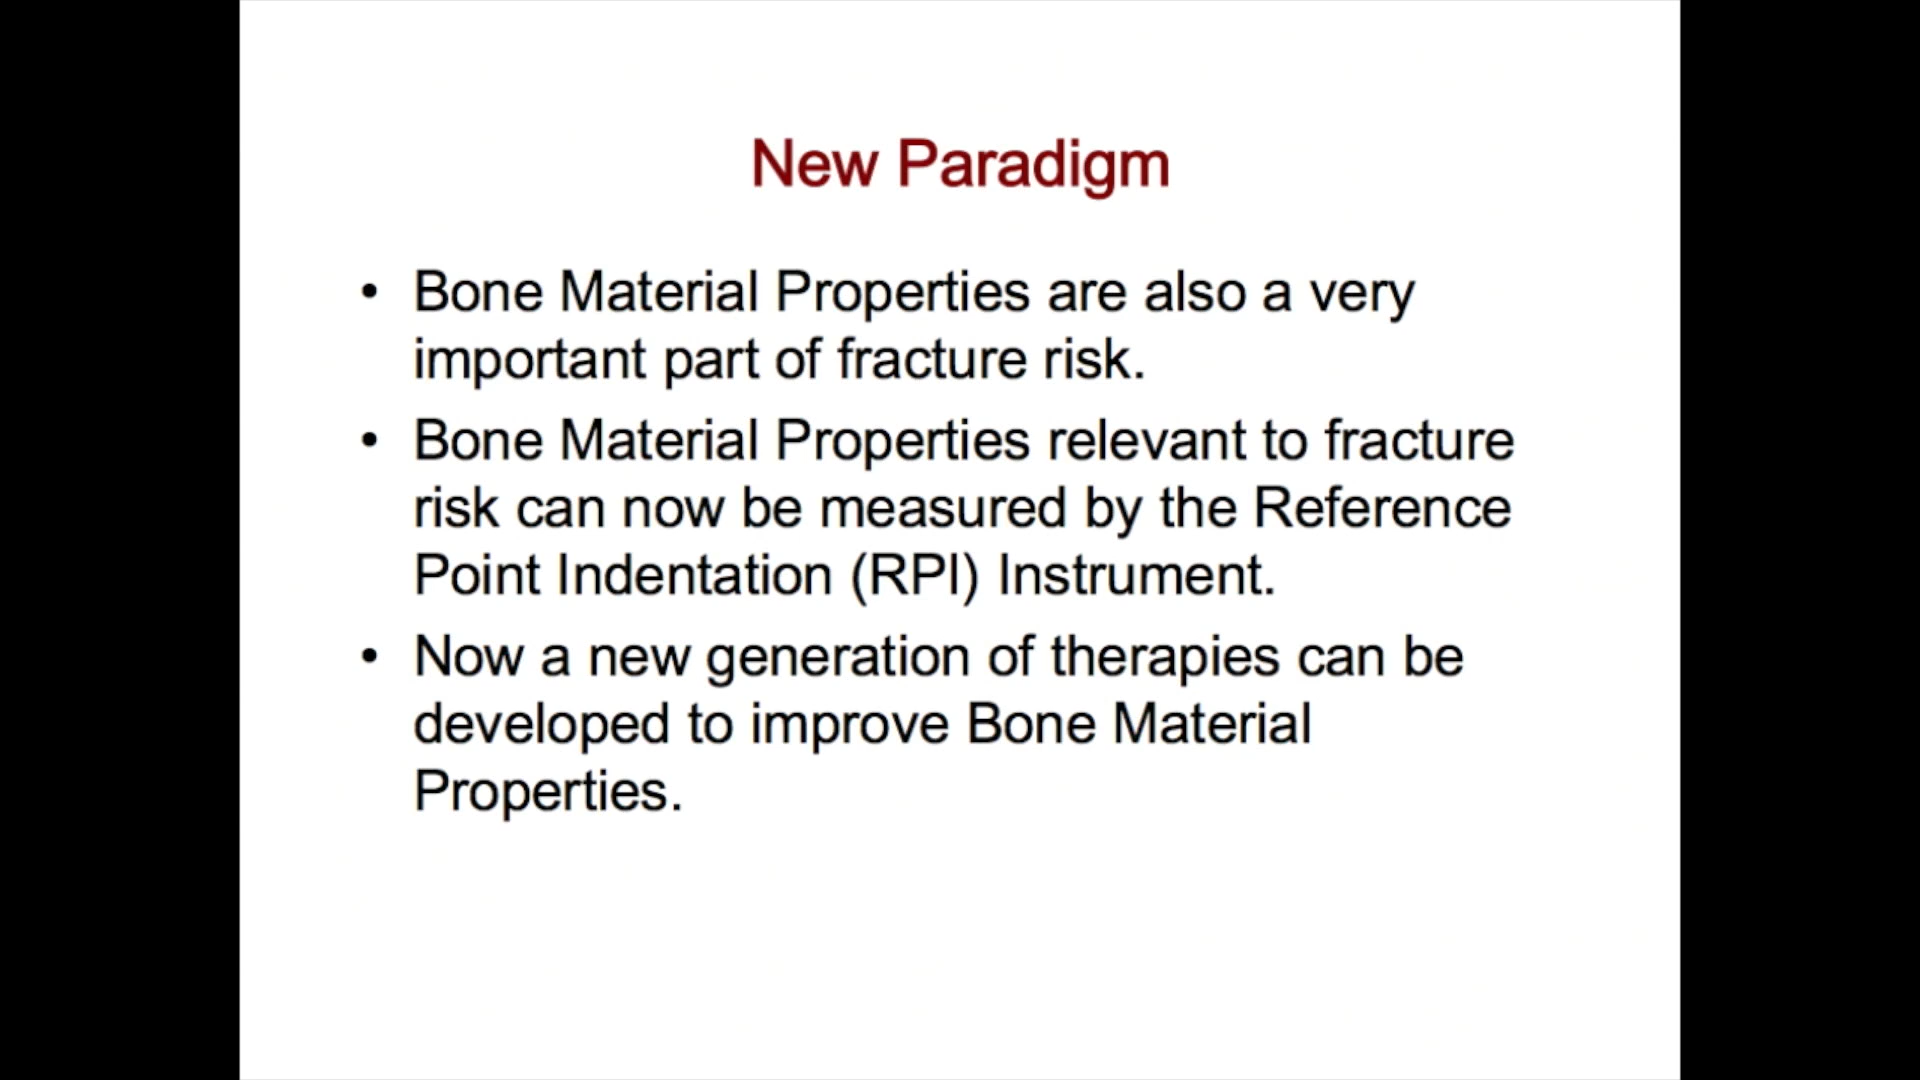 New Paradigm
• Bone Material Properties are also a very
important part of fracture risk.
• Bone Material Properties relevant to fracture
risk can now be measured by the Reference
Point Indentation (RPI) Instrument.
• Now a new generation of therapies can be
developed to improve Bone Material
Properties.